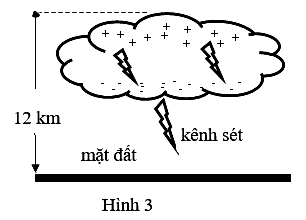 12 km
kênh sét
mặt đất
Hình 3